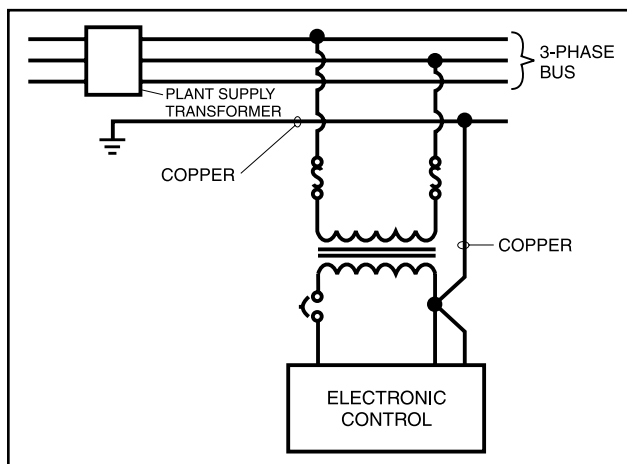 3-PHASE
BUS
PLANT SUPPLY
TRANSFORMER
COPPER
COPPER
ELECTRONIC
CONTROL